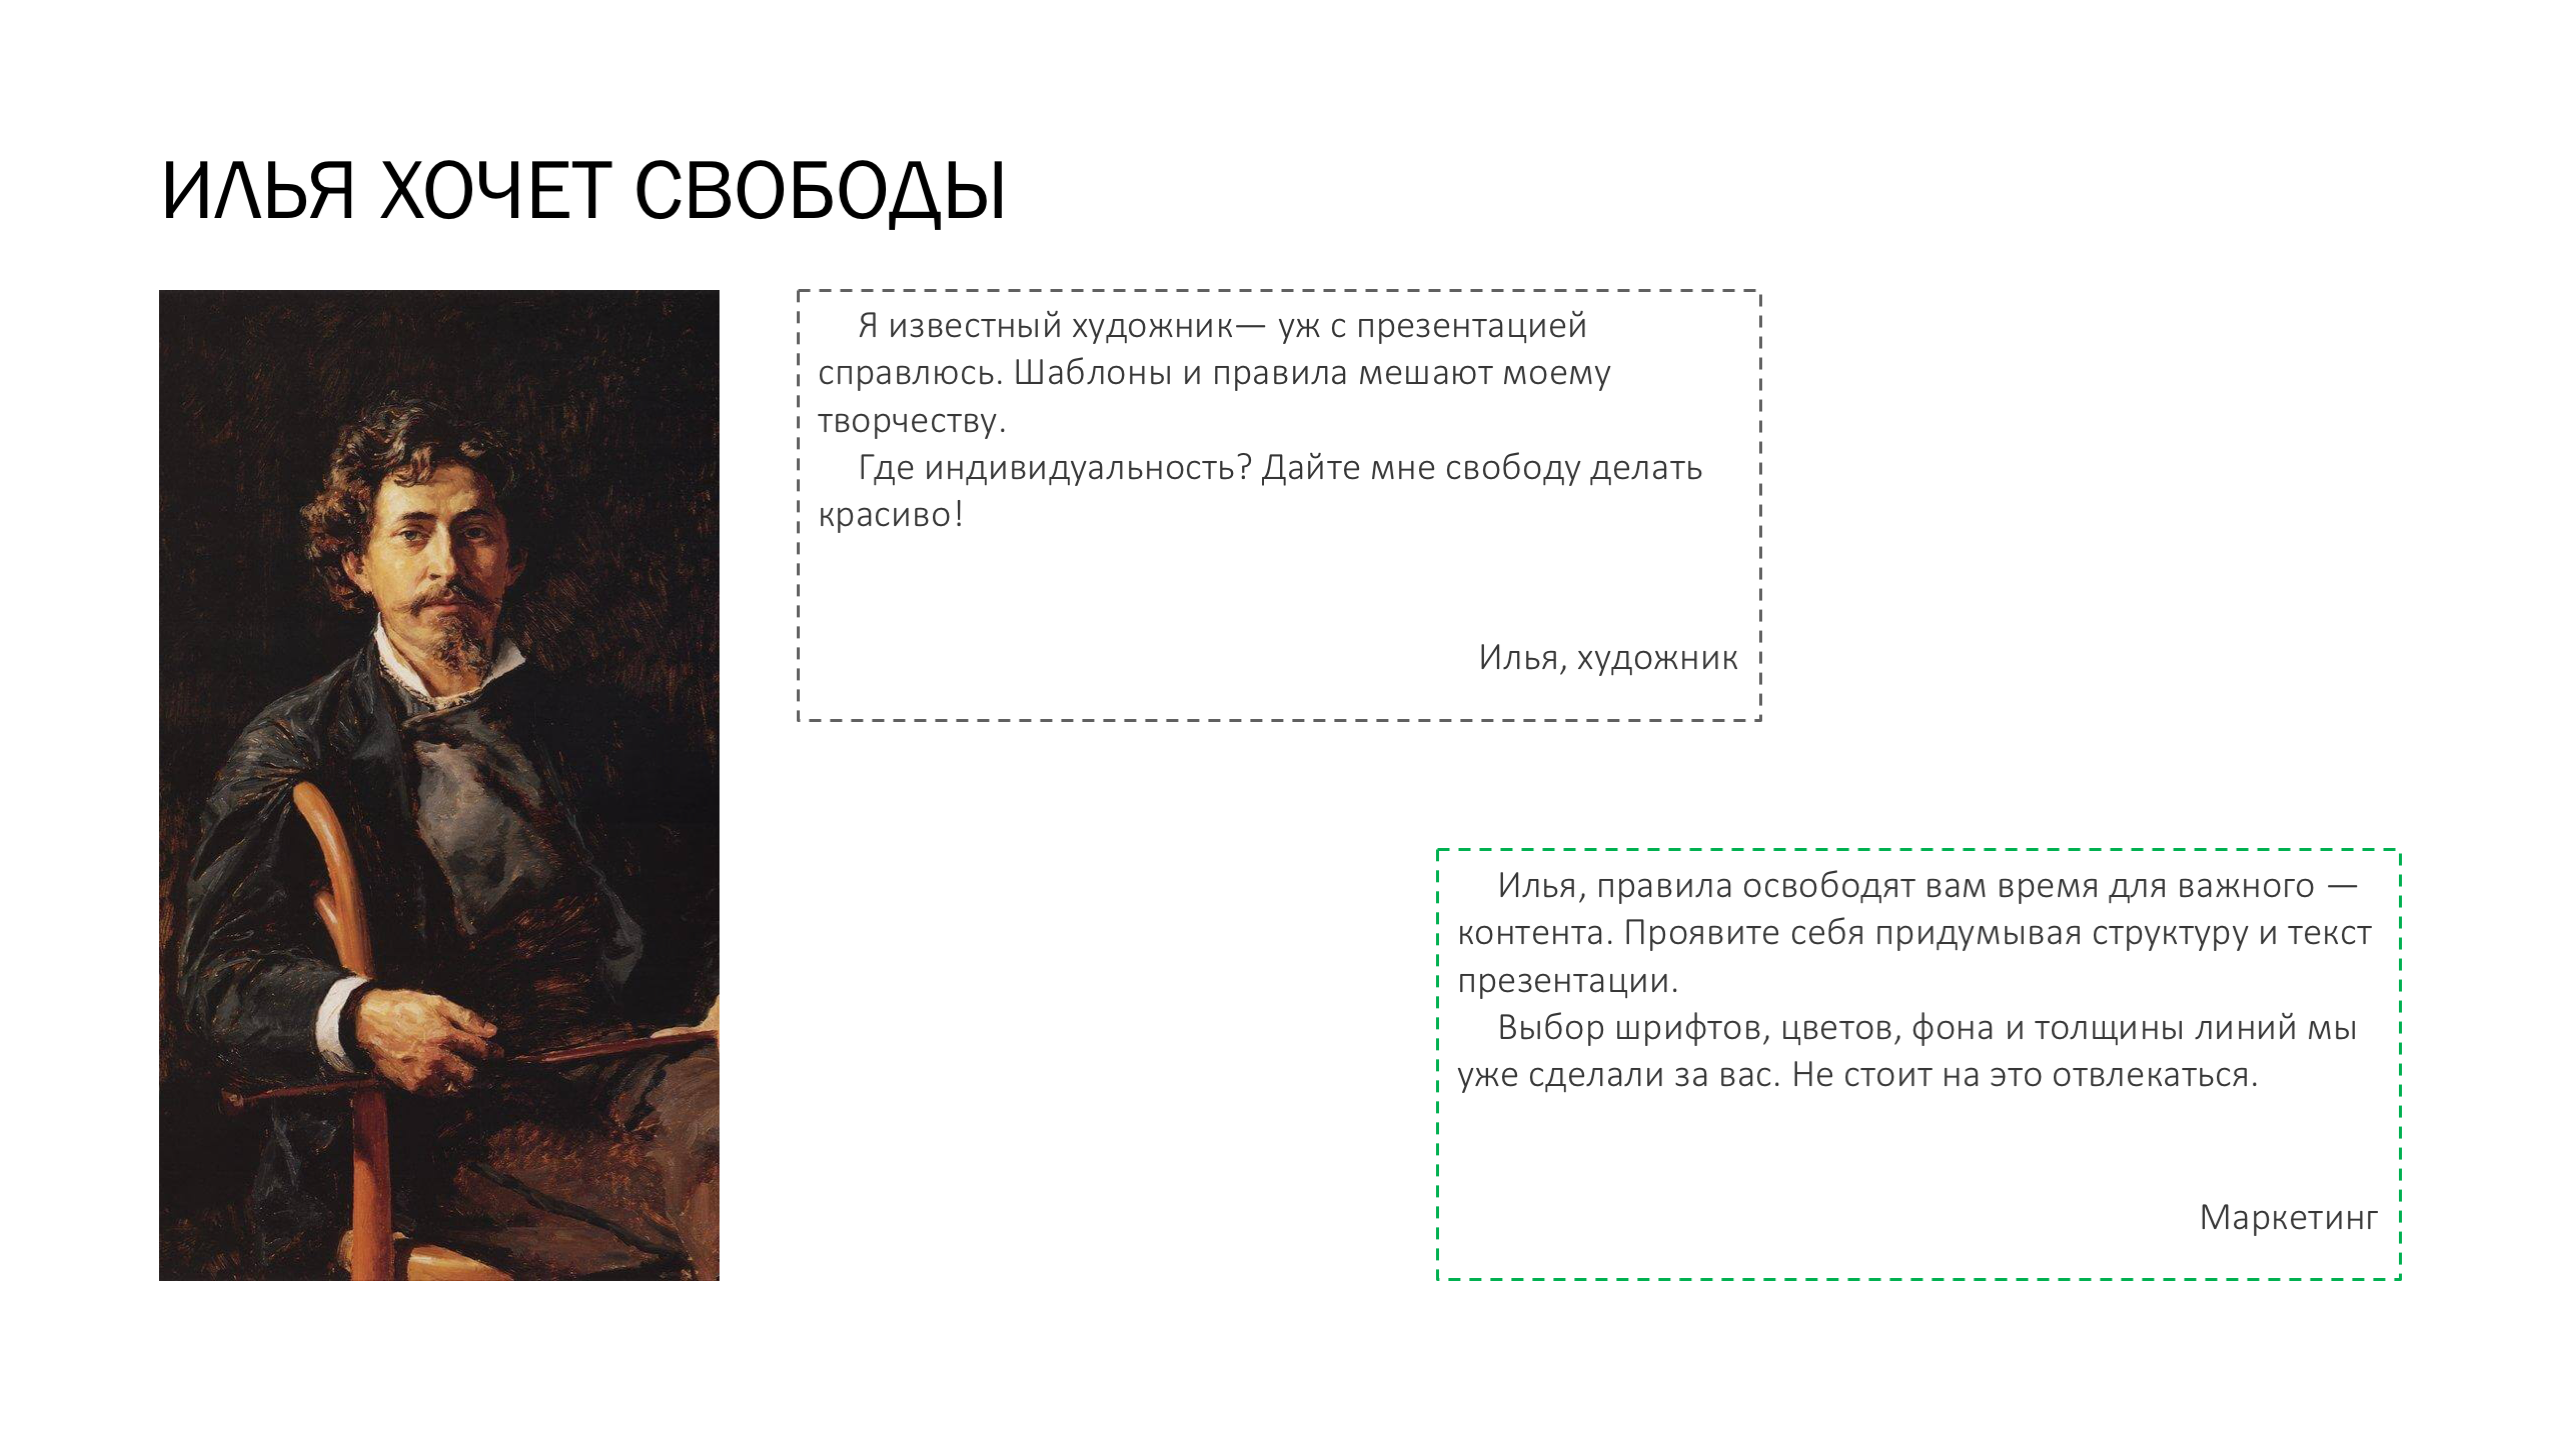 ИЛЬЯ ХОЧЕТ СВОБОДЫ
Я известный художник— уж с презентацией
справлюсь. Шаблоны и правила мешают моему
творчеству.
Где индивидуальность? Дайте мне свободу делать
красиво!
Илья, художник
Илья, правила освободят вам время для важного —
контента. Проявите себя придумывая структуру и текст
презентации.
Выбор шрифтов, цветов, фона и толщины линий мы
уже сделали за вас. Не стоит на это отвлекаться.
Маркетинг